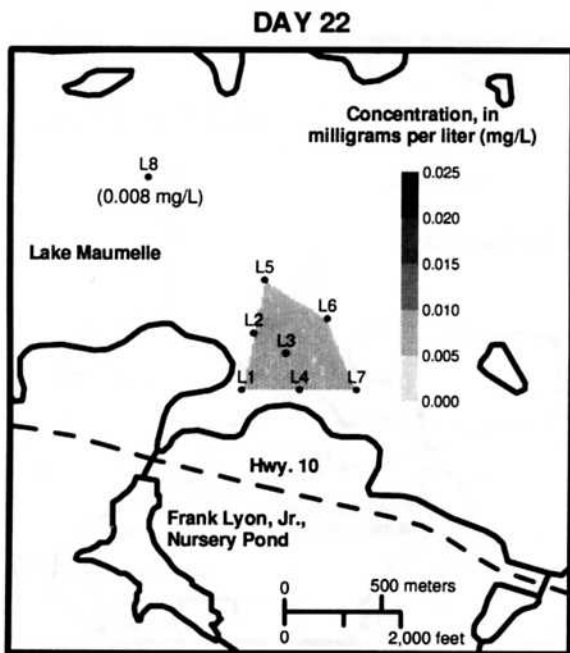 DAY 22
Concentration, in
milligrams per liter (mg/L)
0.025
0.020
0.015
0.010
0.005
0.000
L8
(0.008 mg/L)
Lake Maumelle
L5
L6
L2
L3
L1
L4
L7
Hwy. 10
Frank Lyon, Jr.,
Nursery Pond
0 500 meters
0 2,000 feet